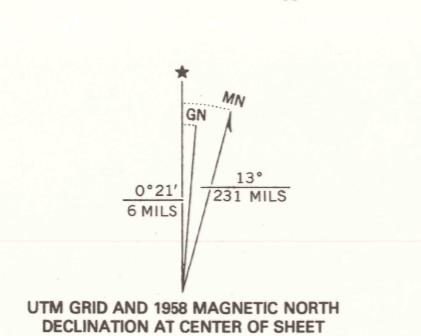 MN
GN
0°21'
6 MILS
13°
231 MILS
UTM GRID AND 1958 MAGNETIC NORTH
DECLINATION AT CENTER OF SHEET